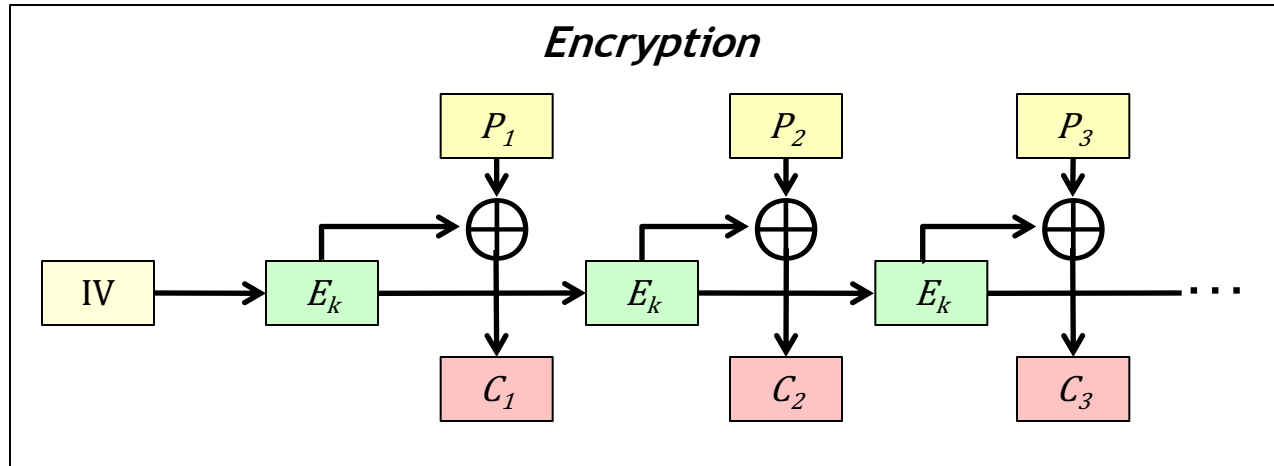 Encryption
P1 P2 P3
IV Ek Ek Ek ...
C1 C2 C3